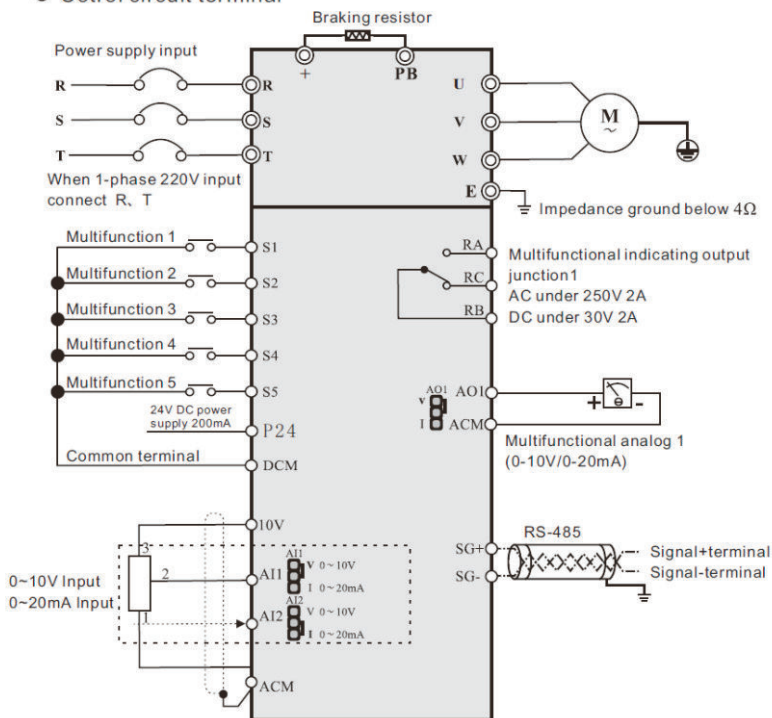 Braking resistor
Power supply input
+
PB
R
R
U
S
S
V
M
~
T
T
W
When 1-phase 220V input
connect R、T
E
Impedance ground below 4Ω
Multifunction 1
S1
RA
Multifunctional indicating output
junction1
Multifunction 2
S2
RC
AC under 250V 2A
Multifunction 3
S3
RB
DC under 30V 2A
Multifunction 4
S4
Multifunction 5
S5
AO1
V
I
AO1
+
-
24V DC power
supply 200mA
P24
ACM
Multifunctional analog 1
(0-10V/0-20mA)
Common terminal
DCM
10V
RS-485
SG+
Signal+terminal
SG-
Signal-terminal
3
2
1
0~10V Input
0~20mA Input
AI1
AI1
V 0~10V
I 0~20mA
AI2
AI2
V 0~10V
I 0~20mA
ACM